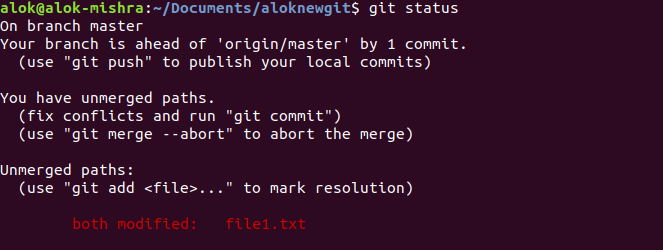 alok@alok-mishra:~/Documents/aloknewgit$ git status
On branch master
Your branch is ahead of 'origin/master' by 1 commit.
  (use "git push" to publish your local commits)

You have unmerged paths.
  (fix conflicts and run "git commit")
  (use "git merge --abort" to abort the merge)

Unmerged paths:
  (use "git add <file>..." to mark resolution)

        both modified:   file1.txt